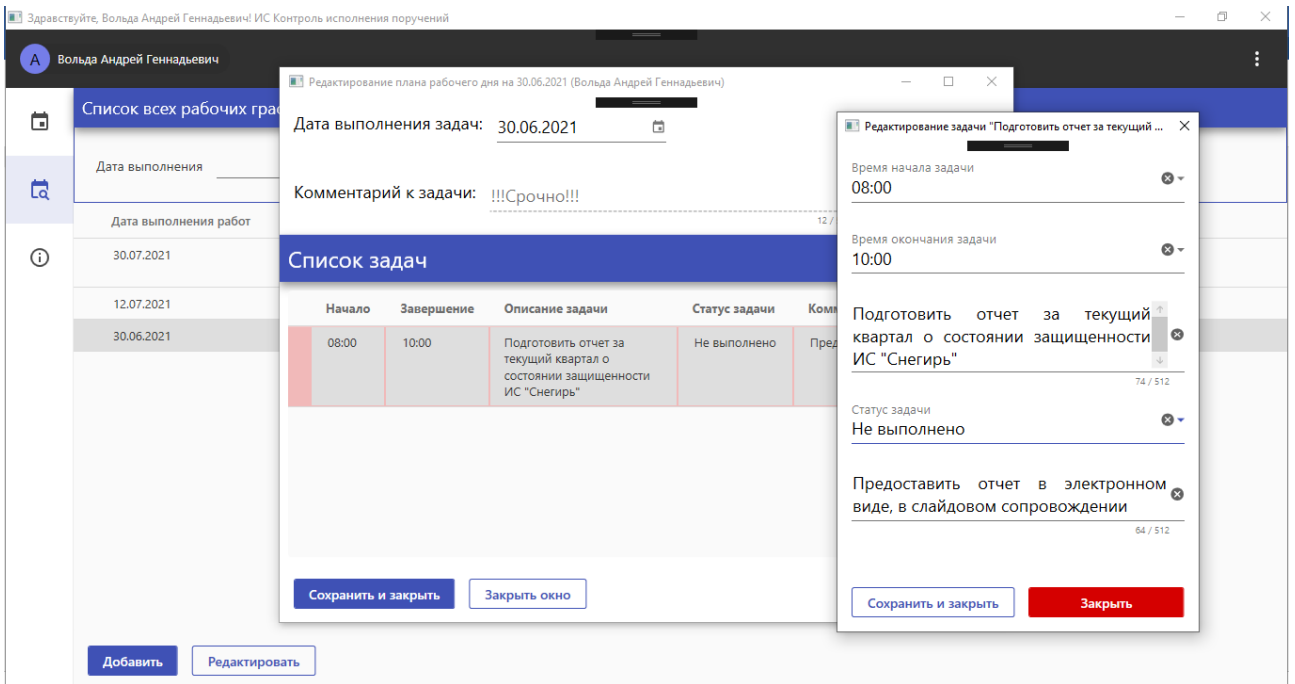 Здравствуйте, Вольда Андрей Геннадьевич! ИС Контроль исполнения поручений
А
Вольда Андрей Геннадьевич
Список всех рабочих гра
Дата выполнения
Дата выполнения работ
30.07.2021
12.07.2021
30.06.2021
Добавить
Редактировать
Редактирование плана рабочего дня на 30.06.2021 (Вольда Андрей Геннадьевич)
Дата выполнения задач:
30.06.2021
Комментарий к задачи:
!!!Срочно!!!
12 /
Список задач
Начало
Завершение
Описание задачи
Статус задачи
Комм
08:00
10:00
Подготовить отчет за
текущий квартал о
состоянии защищенности
ИС "Снегирь"
Не выполнено
Пред
Сохранить и закрыть
Закрыть окно
Редактирование задачи "Подготовить отчет за текущий ...
Время начала задачи
08:00
Время окончания задачи
10:00
Подготовить отчет за текущий
квартал о состоянии защищенности
ИС "Снегирь"
74 / 512
Статус задачи
Не выполнено
Предоставить отчет в электронном
виде, в слайдовом сопровождении
64 / 512
Сохранить и закрыть
Закрыть